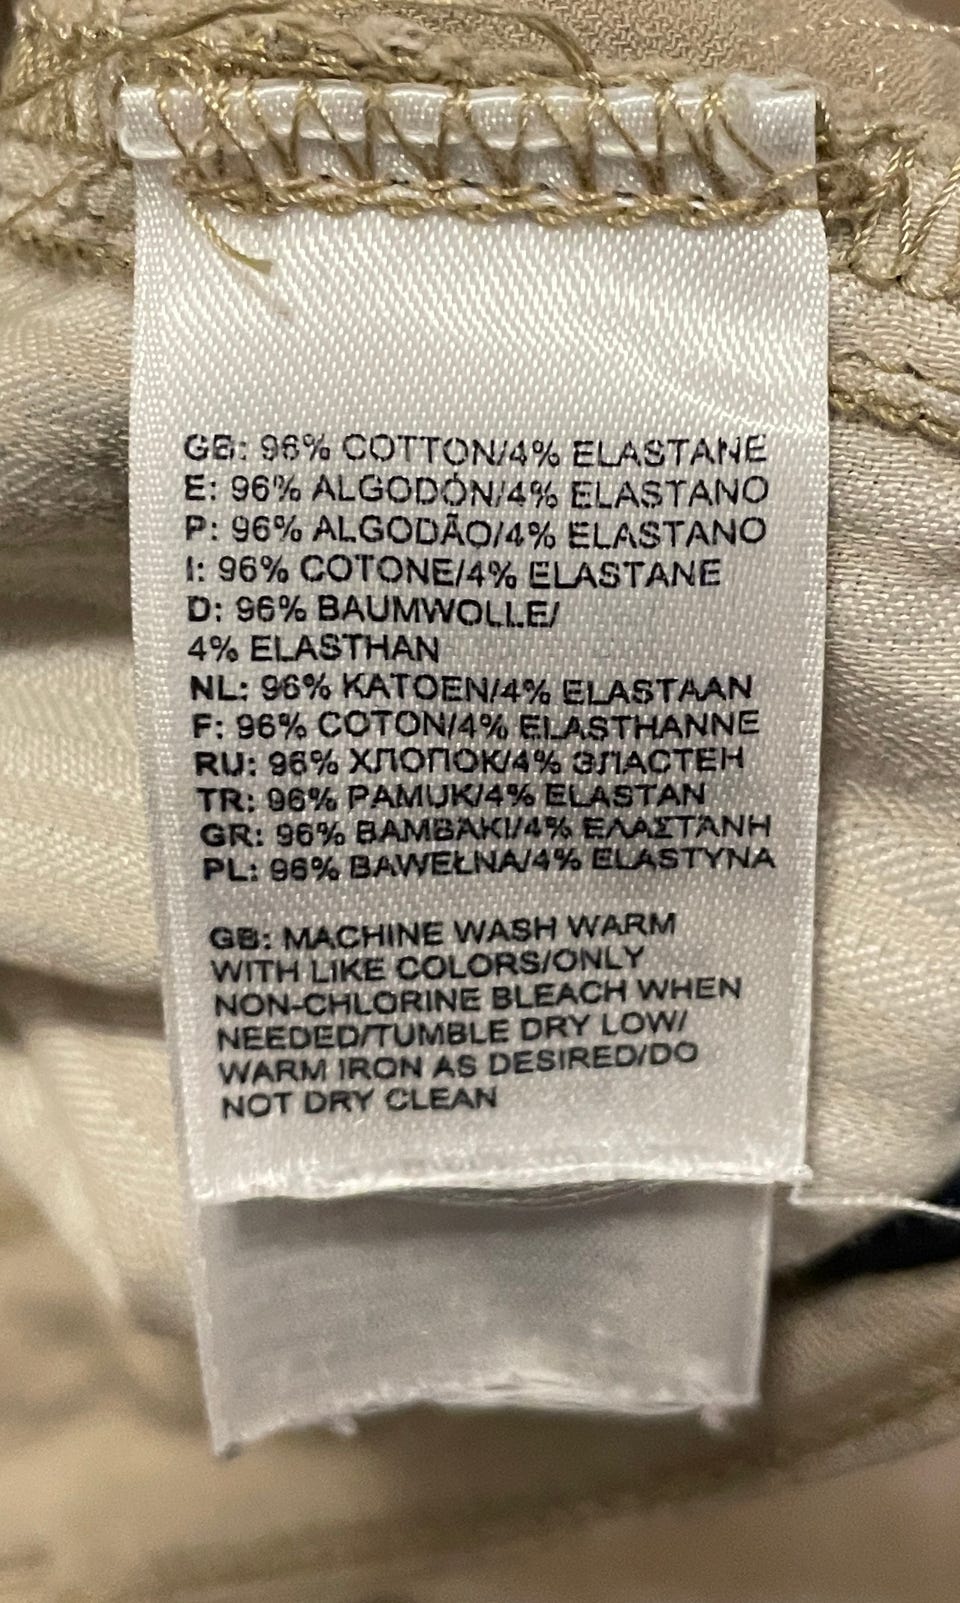 GB: 96% COTTON/4% ELASTANE
E: 96% ALGODÓN/4% ELASTANO
P: 96% ALGODÃO/4% ELASTANO
I: 96% COTONE/4% ELASTANE
D: 96% BAUMWOLLE/
4% ELASTHAN
NL: 96% KATOEN/4% ELASTAAN
F: 96% COTON/4% ELASTHANNE
RU: 96% ХЛОПОК/4% ЭЛАСТЕН
TR: 96% PAMUK/4% ELASTAN
GR: 96% ΒΑΜΒΆΚΙ/4% ΕΛΑΣΤΆΝΗ
PL: 96% BAWEŁNA/4% ELASTYNA
GB: MACHINE WASH WARM
WITH LIKE COLORS/ONLY
NON-CHLORINE BLEACH WHEN
NEEDED/TUMBLE DRY LOW/
WARM IRON AS DESIRED/DO
NOT DRY CLEAN